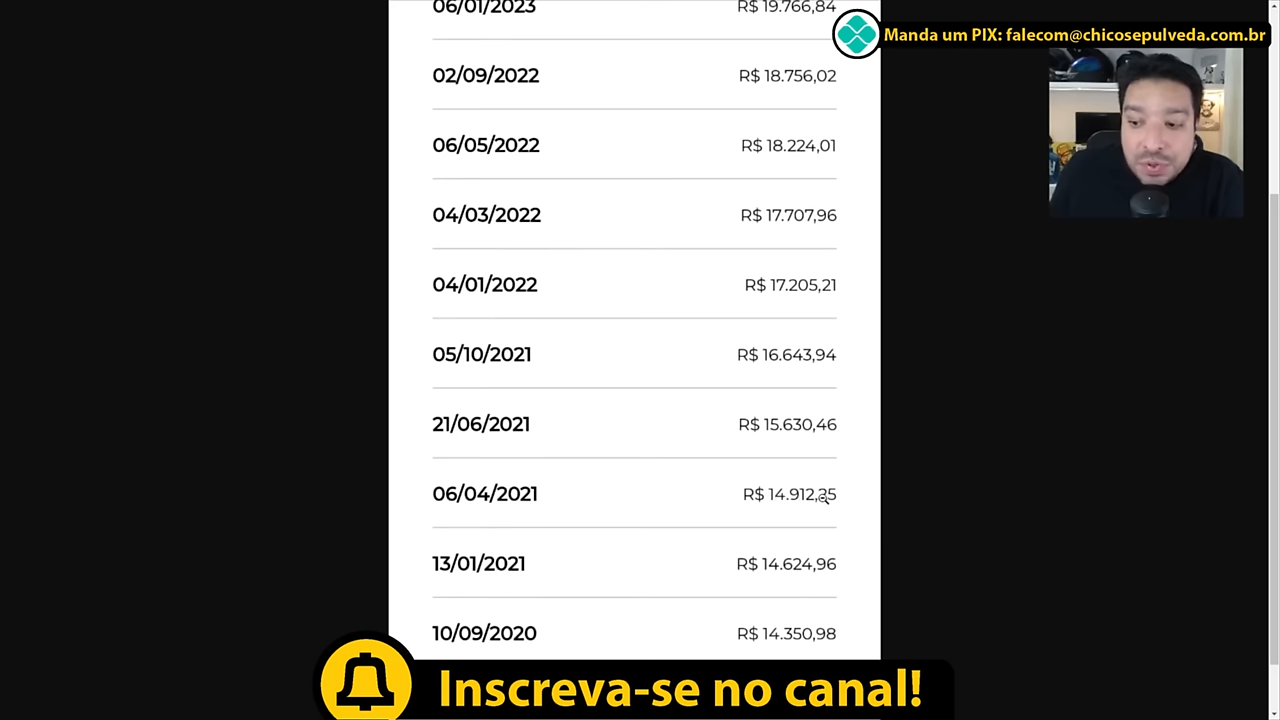 06/01/2023 R$ 19.766,84
Manda um PIX: falecom@chicosepulveda.com.br
02/09/2022 R$ 18.756,02
06/05/2022 R$ 18.224,01
04/03/2022 R$ 17.707,96
04/01/2022 R$ 17.205,21
05/10/2021 R$ 16.643,94
21/06/2021 R$ 15.630,46
06/04/2021
13/01/2021 R$ 14.624,96
10/09/2020 R$ 14.350,98
Inscreva-se no canal!